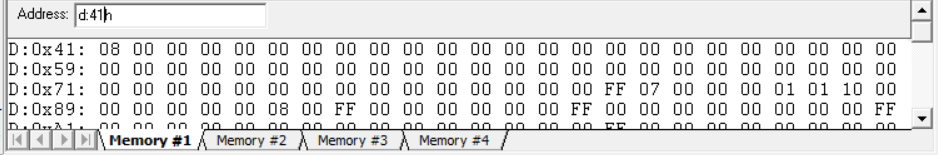 Address: d:41h
D:0x41: 08 00 00 00 00 00 00 00 00 00 00 00 00 00 00 00 00 00 00 00 00 00 00 00
D:0x59: 00 00 00 00 00 00 00 00 00 00 00 00 00 00 00 00 00 00 00 00 00 00 00 00
D:0x71: 00 00 00 00 00 00 00 00 00 00 00 00 00 00 00 FF 07 00 00 00 01 01 10 00
D:0x89: 00 00 00 00 00 08 00 FF 00 00 00 00 00 00 FF 00 00 00 00 00 00 00 00 FF
Memory #1 Memory #2 Memory #3 Memory #4